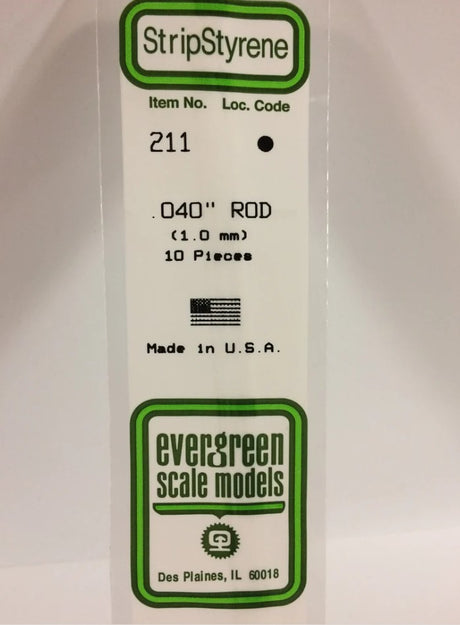 StripStyrene
Item No. Loc. Code
211
.040" ROD
(1.0 mm)
10 Pieces
Made in U.S.A.
evergreen
scale models
Des Plaines, IL 60018